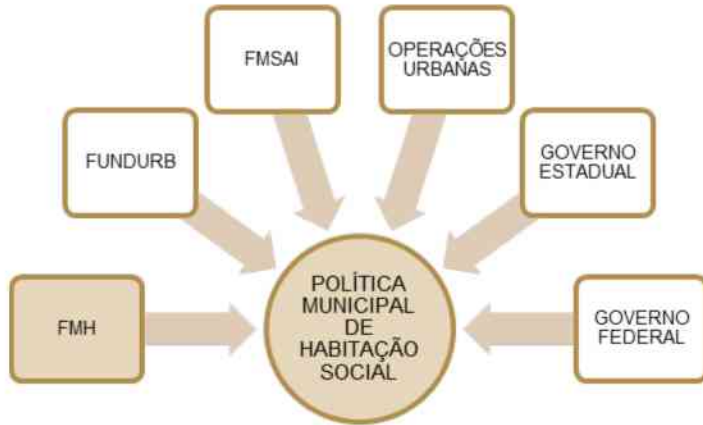 FMSAI
OPERAÇÕES
URBANAS
FUNDURB
GOVERNO
ESTADUAL
FMH
POLÍTICA
MUNICIPAL
DE
HABITAÇÃO
SOCIAL
GOVERNO
FEDERAL